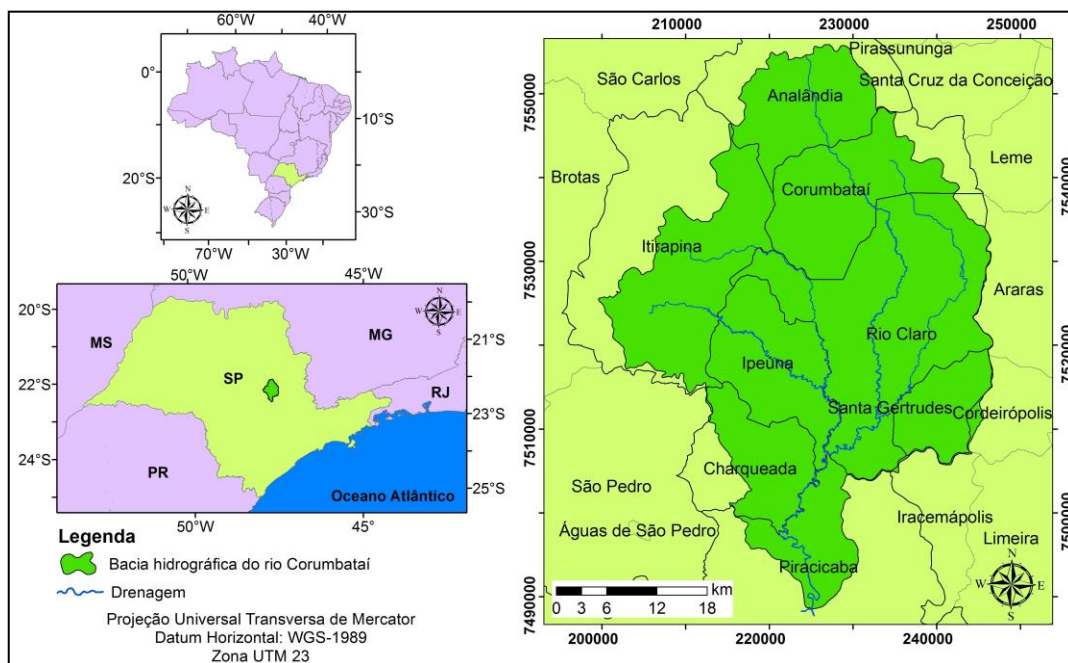 60°W
40°W
0°
10°S
20°S
30°S
70°W
30°W
N
W
E
S
50°W
45°W
20°S
22°S
24°S
21°S
23°S
25°S
50°W
45°
MS
MG
SP
RJ
PR
Oceano Atlântico
N
W
E
S
Legenda
Bacia hidrográfica do rio Corumbataí
Drenagem
Projeção Universal Transversa de Mercator
Datum Horizontal: WGS-1989
Zona UTM 23
210000
230000
250000
7550000
7530000
7510000
7490000
7540000
7520000
7500000
200000
220000
240000
Pirassununga
São Carlos
Santa Cruz da Conceição
Analândia
Leme
Brotas
Corumbataí
Itirapina
Araras
Rio Claro
Ipeúna
Santa Gertrudes
Cordeirópolis
Charqueada
São Pedro
Iracemápolis
Águas de São Pedro
Limeira
Piracicaba
km
0 3 6 12 18
N
W
E
S